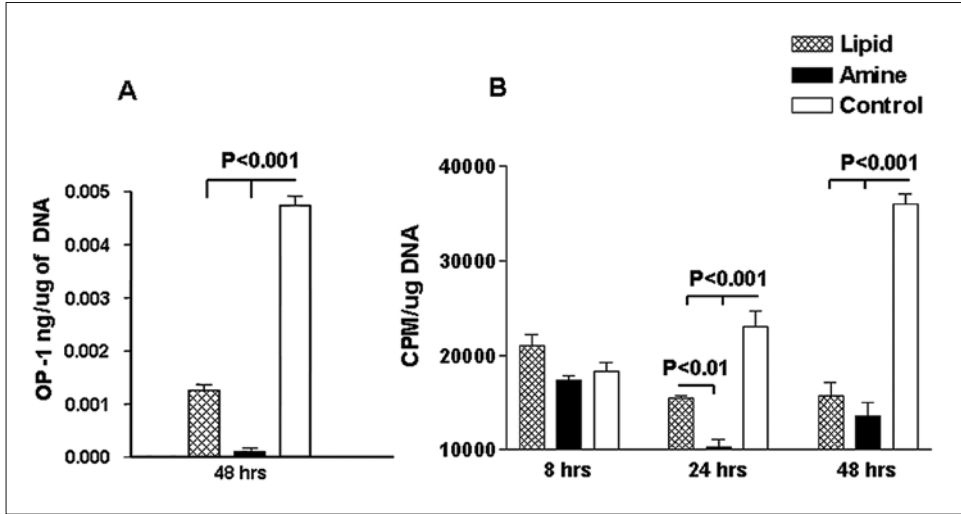 Lipid
Amine
Control
A
P<0.001
OP -1 ng/ug of DNA
0.005
0.004
0.003
0.002
0.001
0.000
48 hrs
B
CPM/ug DNA
40000
30000
20000
10000
P<0.001
P<0.01
P<0.001
8 hrs
24 hrs
48 hrs